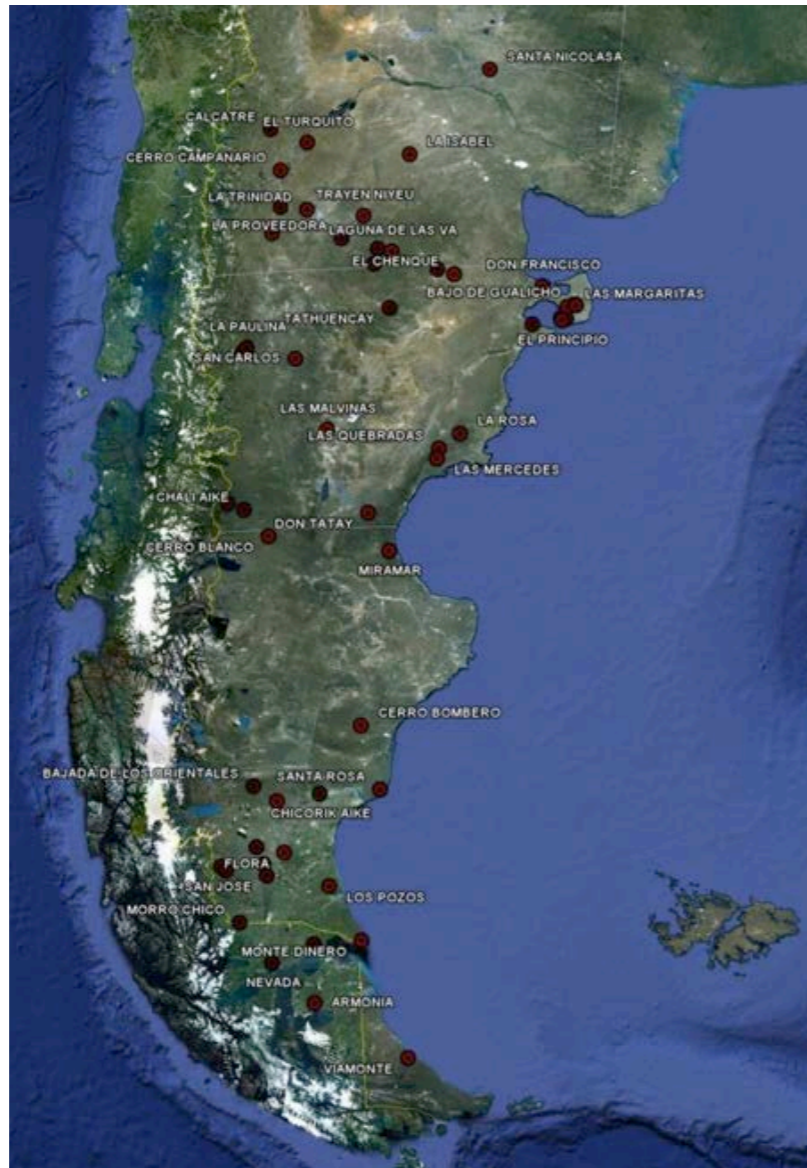 SANTA NICOLASA
CALCATRE
EL TURQUITO
LA ISABEL
CERRO CAMPANARIO
LA TRINIDAD
TRAYEN NIYEU
LA PROVEEDORA
LAGUNA DE LAS VA
EL CHENQUE
DON FRANCISCO
BAJO DE GUALICHO
LAS MARGARITAS
TATHUENCAY
LA PAULINA
EL PRINCIPIO
SAN CARLOS
LAS MALVINAS
LA ROSA
LAS QUEBRADAS
LAS MERCEDES
CHALI AIKE
DON TATAY
CERRO BLANCO
MIRAMAR
CERRO BOMBERO
BAJADA DE LOS ORIENTALES
SANTA ROSA
CHICORIK AIKE
FLORA
SAN JOSE
LOS POZOS
MORRO CHICO
MONTE DINERO
NEVADA
ARMONIA
VIAMONTE